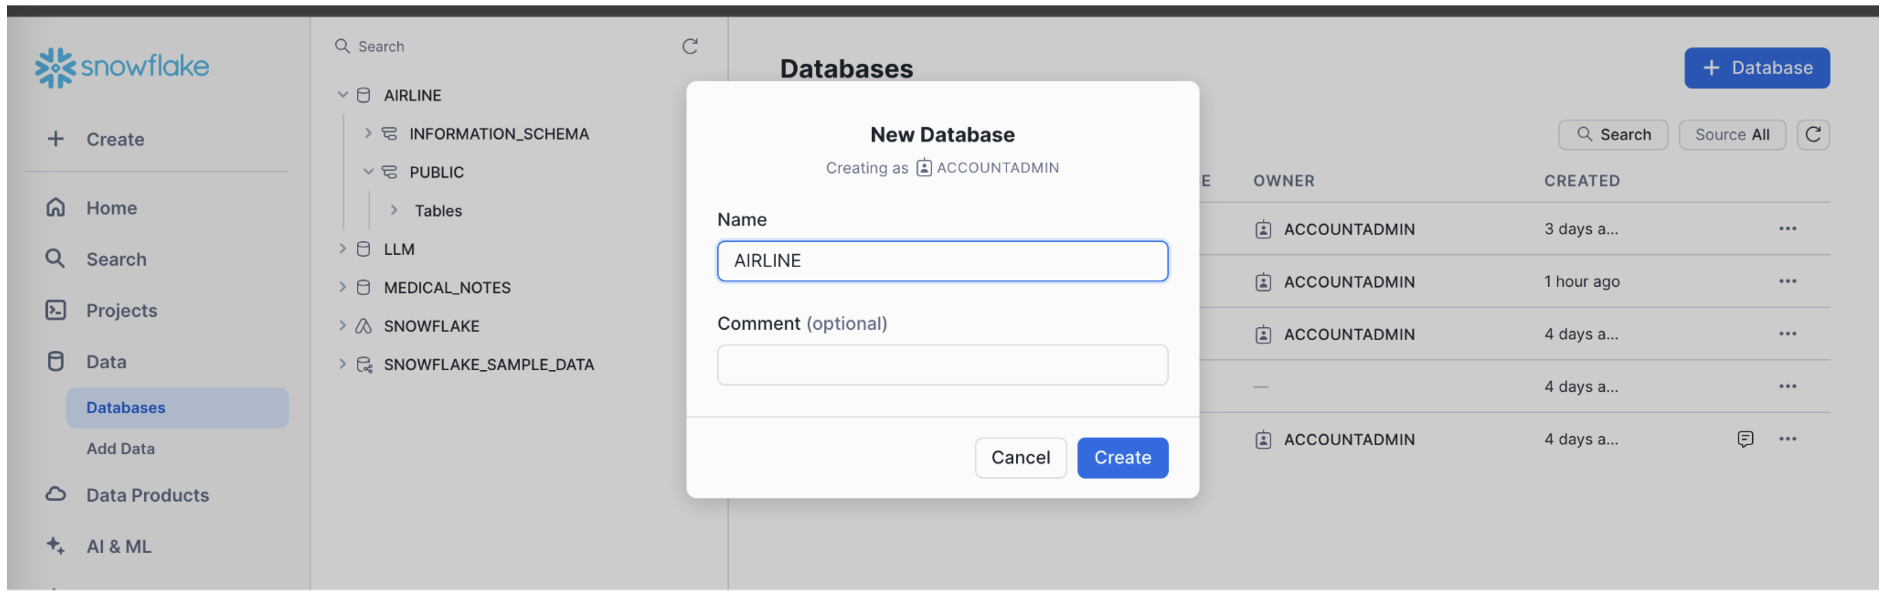 snowflake
Create
Home
Search
Projects
Data
Databases
Add Data
Data Products
AI & ML
Search
AIRLINE
INFORMATION_SCHEMA
PUBLIC
Tables
LLM
MEDICAL_NOTES
SNOWFLAKE
SNOWFLAKE_SAMPLE_DATA
Databases
+ Database
Search
Source All
E OWNER CREATED
ACCOUNTADMIN 3 days a... ...
ACCOUNTADMIN 1 hour ago ...
ACCOUNTADMIN 4 days a... ...
— 4 days a... ...
ACCOUNTADMIN 4 days a... ...
New Database
Creating as ACCOUNTADMIN
Name
AIRLINE
Comment (optional)
Cancel
Create